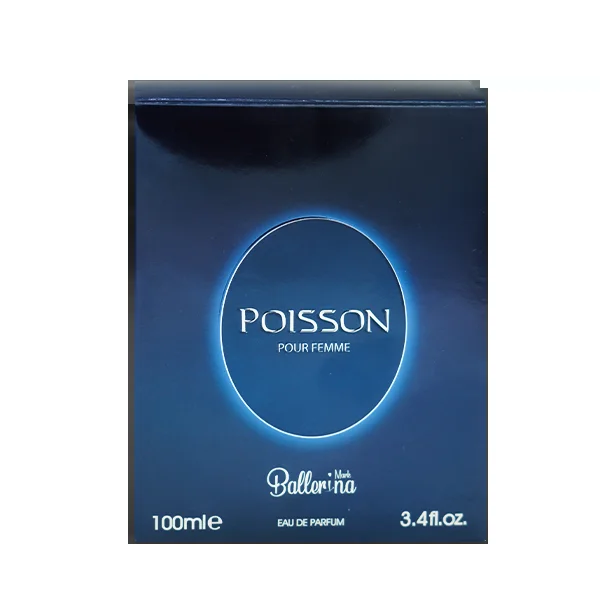 POISSON
POUR FEMME
Mark
Ballerina
100ml℮
EAU DE PARFUM
3.4fl.oz.